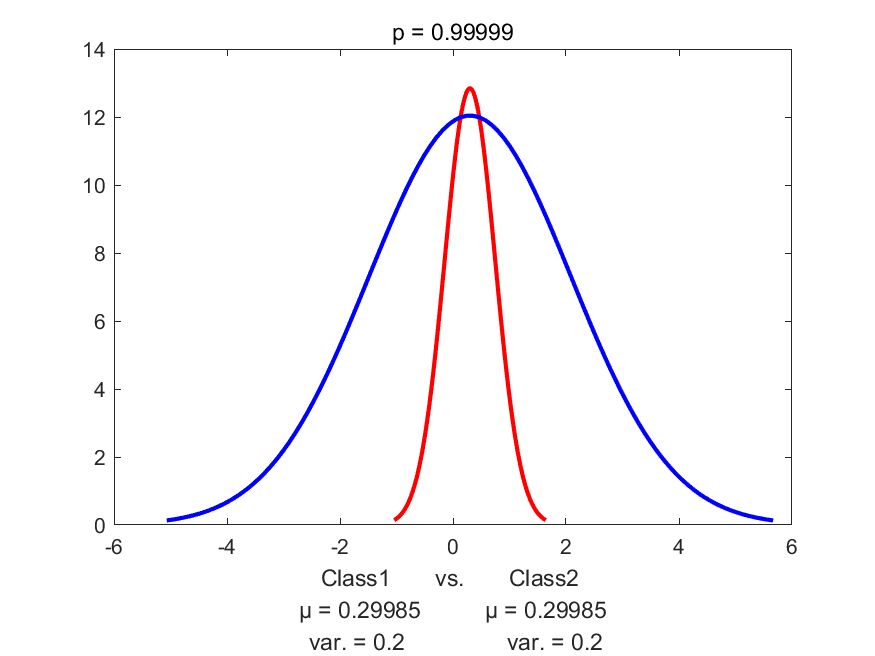 p = 0.99999
14
12
10
8
6
4
2
0
-6 -4 -2 0 2 4 6
Class1 vs. Class2
μ = 0.29985 μ = 0.29985
var. = 0.2 var. = 0.2